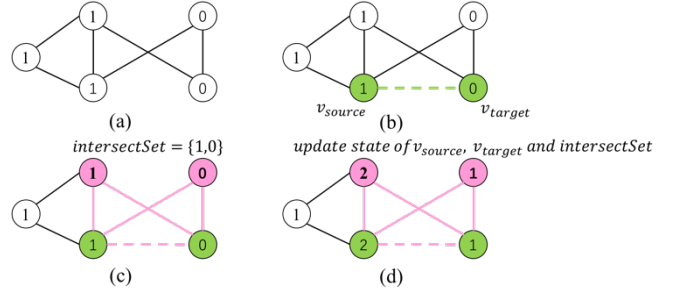 1 0
1
1 0
(a)
1 0
1
1 0
v_source v_target
(b)
intersectSet = {1,0}
1 0
1
1 0
(c)
update state of v_source, v_target and intersectSet
2 1
1
2 1
(d)